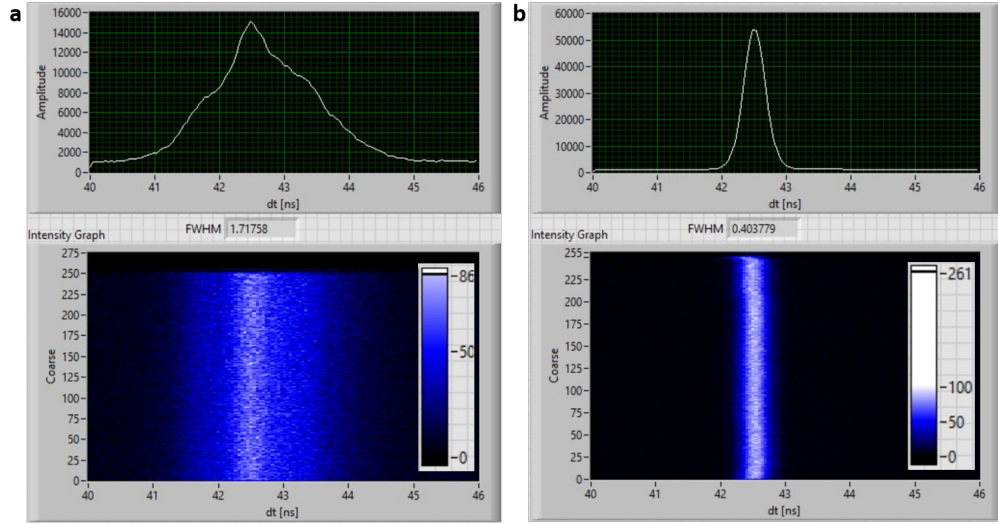 a
16000
14000
12000
10000
8000
6000
4000
2000
0
Amplitude
40 41 42 43 44 45 46
dt [ns]
Intensity Graph
FWHM 1.71758
275
250
225
200
175
150
125
100
75
50
25
0
Coarse
40 41 42 43 44 45 46
dt [ns]
-86
-50
-0
b
60000
50000
40000
30000
20000
10000
0
Amplitude
40 41 42 43 44 45 46
dt [ns]
Intensity Graph
FWHM 0.403779
255
225
200
175
150
125
100
75
50
25
0
Coarse
40 41 42 43 44 45 46
dt [ns]
-261
-100
-50
-0